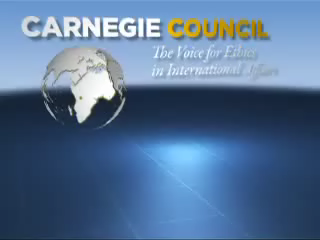 CARNEGIE COUNCIL
The Voice for Ethics
in International Affairs